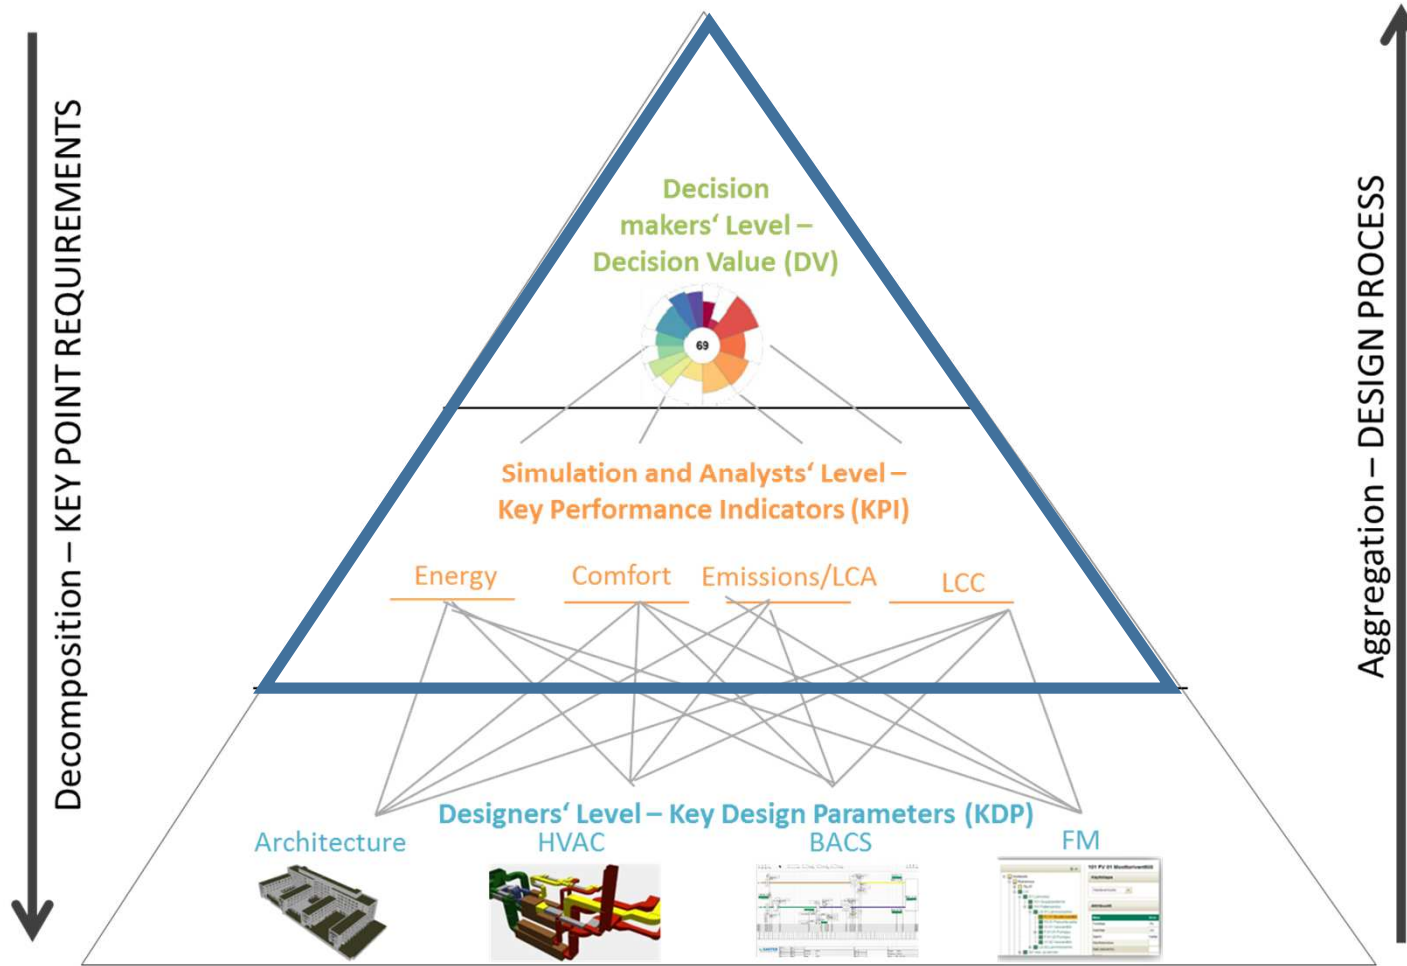 Decomposition – KEY POINT REQUIREMENTS
Aggregation – DESIGN PROCESS
Decision
makers‘ Level –
Decision Value (DV)
69
Simulation and Analysts‘ Level –
Key Performance Indicators (KPI)
Energy
Comfort
Emissions/LCA
LCC
Designers‘ Level – Key Design Parameters (KDP)
Architecture
HVAC
BACS
FM